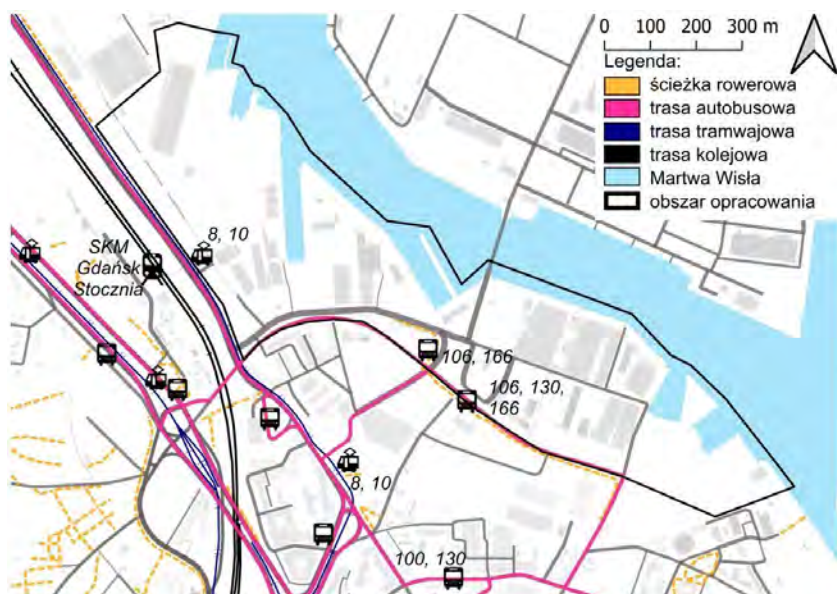 0 100 200 300 m
Legenda:
ścieżka rowerowa
trasa autobusowa
trasa tramwajowa
trasa kolejowa
Martwa Wisła
obszar opracowania
8, 10
SKM
Gdańsk
Stocznia
106, 166
106, 130,
166
8, 10
100, 130